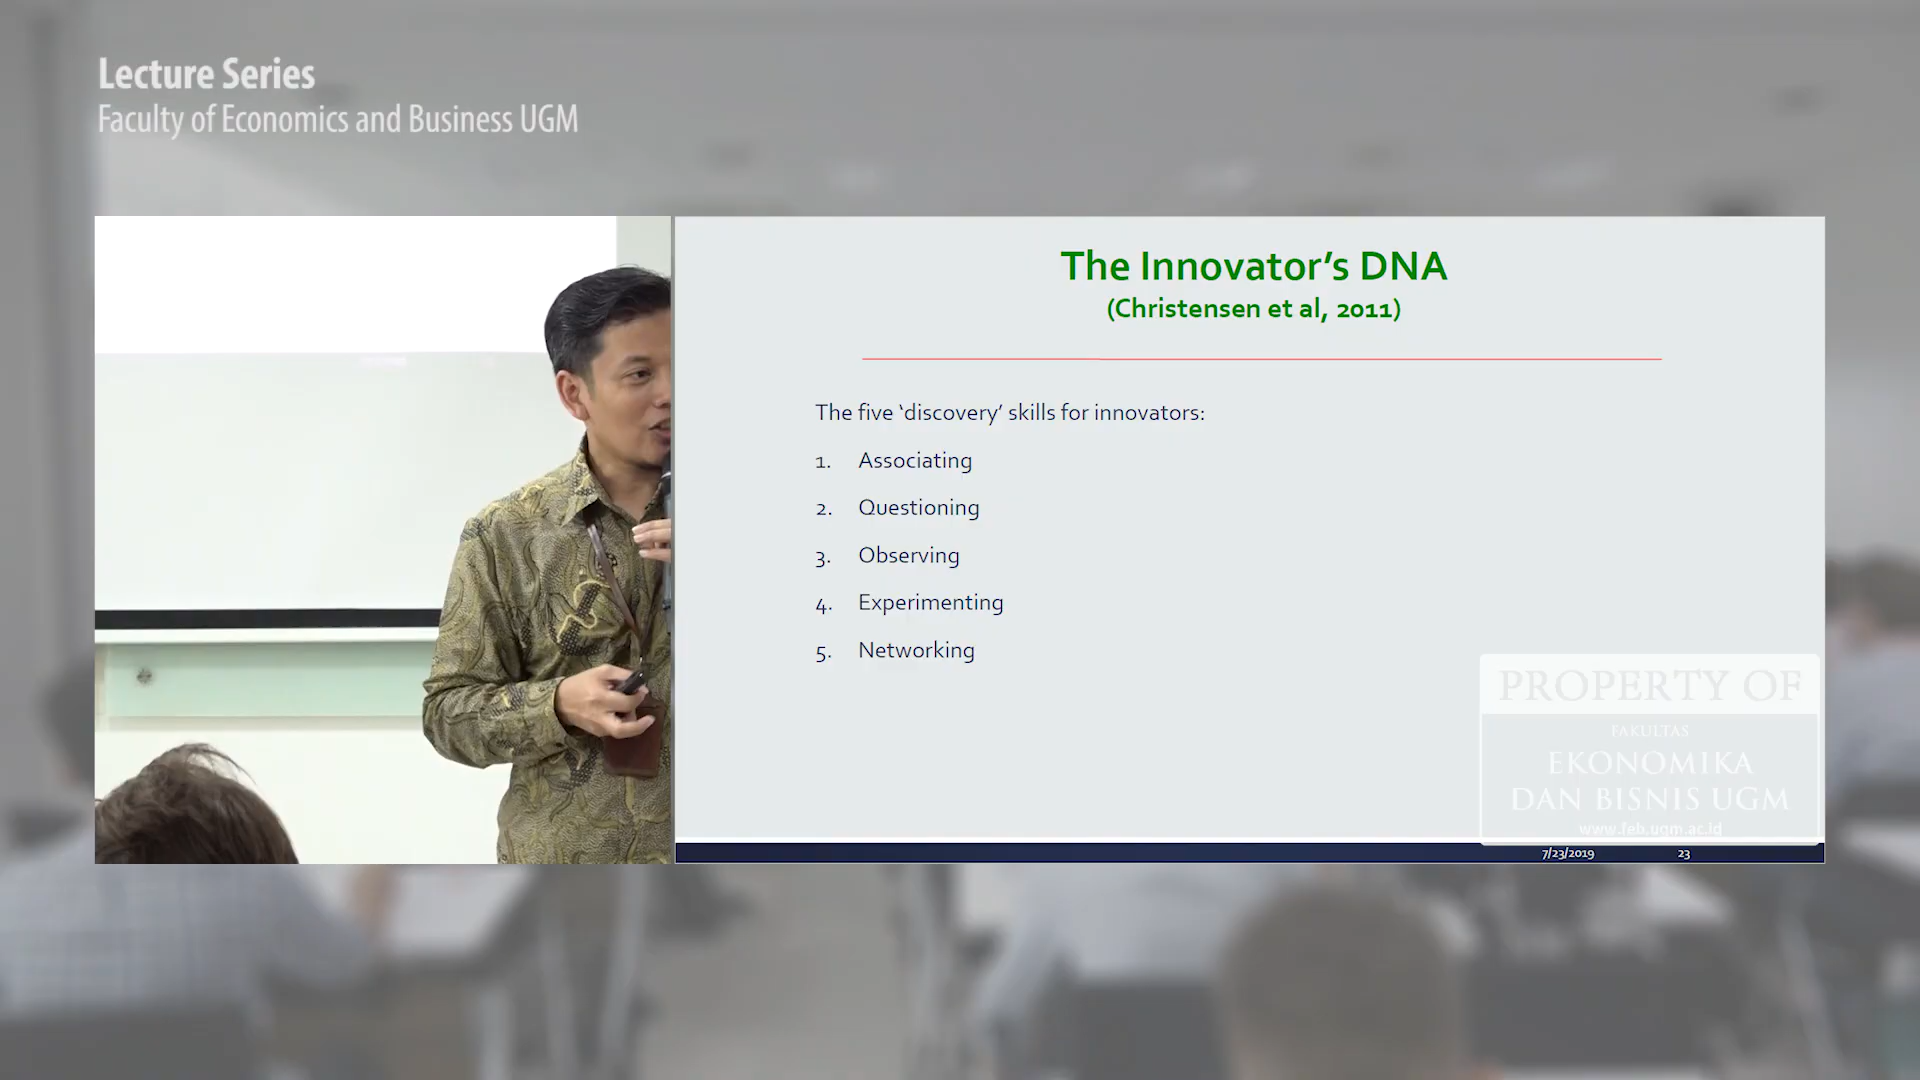 Lecture Series
Faculty of Economics and Business UGM
The Innovator’s DNA
(Christensen et al, 2011)
The five ‘discovery’ skills for innovators:
1. Associating
2. Questioning
3. Observing
4. Experimenting
5. Networking
PROPERTY OF
FAKULTAS
EKONOMIKA
DAN BISNIS UGM
www.feb.ugm.ac.id
7/23/2019 23